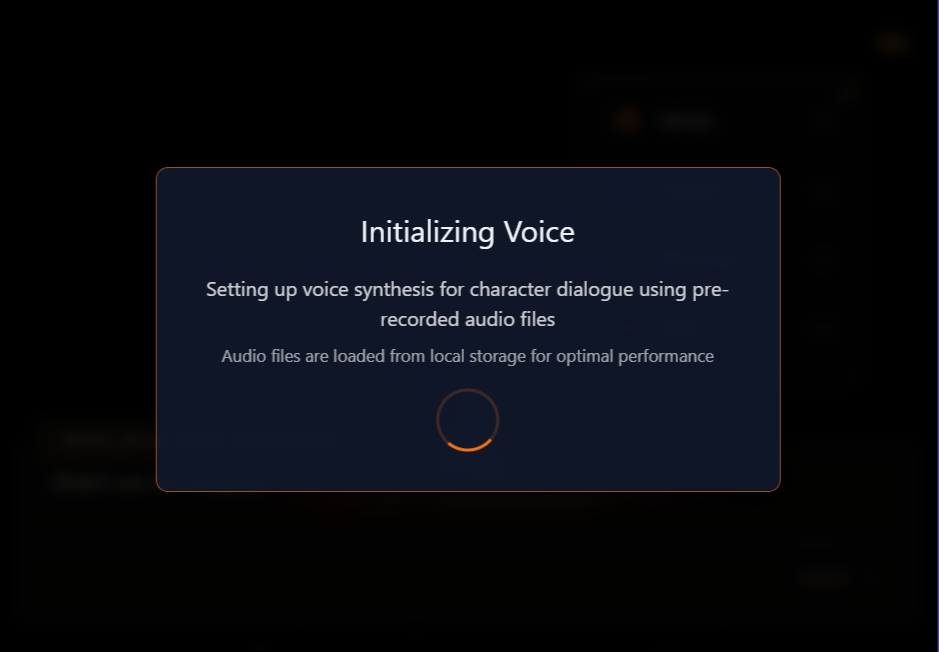 Initializing Voice
Setting up voice synthesis for character dialogue using pre-
recorded audio files
Audio files are loaded from local storage for optimal performance